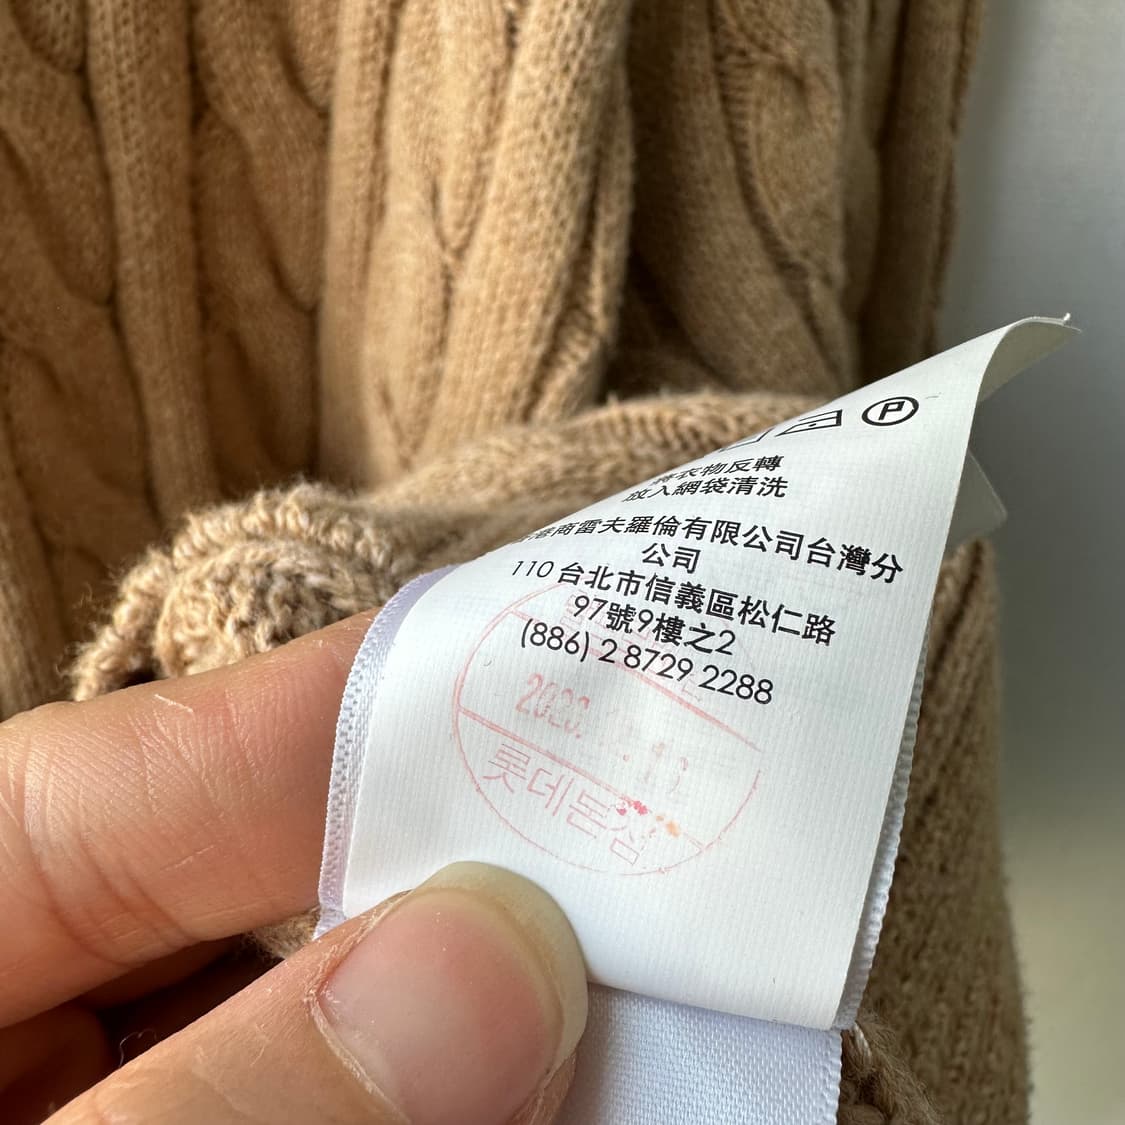 P
衣物反轉
放入網袋清洗
港商雷夫羅倫有限公司台灣分
公司
110 台北市信義區松仁路
97號9樓之2
(886) 2 8729 2288
롯데본점